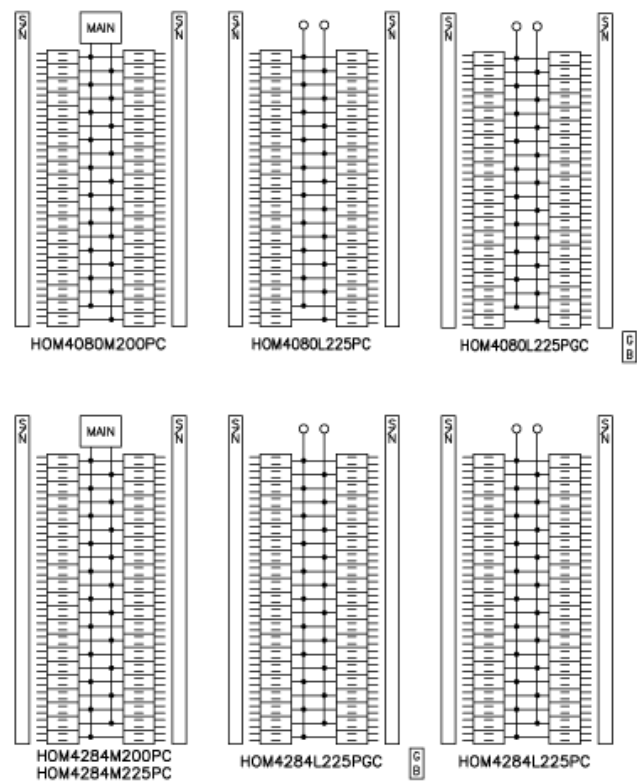 S/N MAIN S/N S/N S/N S/N S/N
HOM4080M200PC HOM4080L225PC HOM4080L225PGC
G
B
S/N MAIN S/N S/N S/N S/N S/N
HOM4284M200PC
HOM4284M225PC
HOM4284L225PGC
G
B
HOM4284L225PC